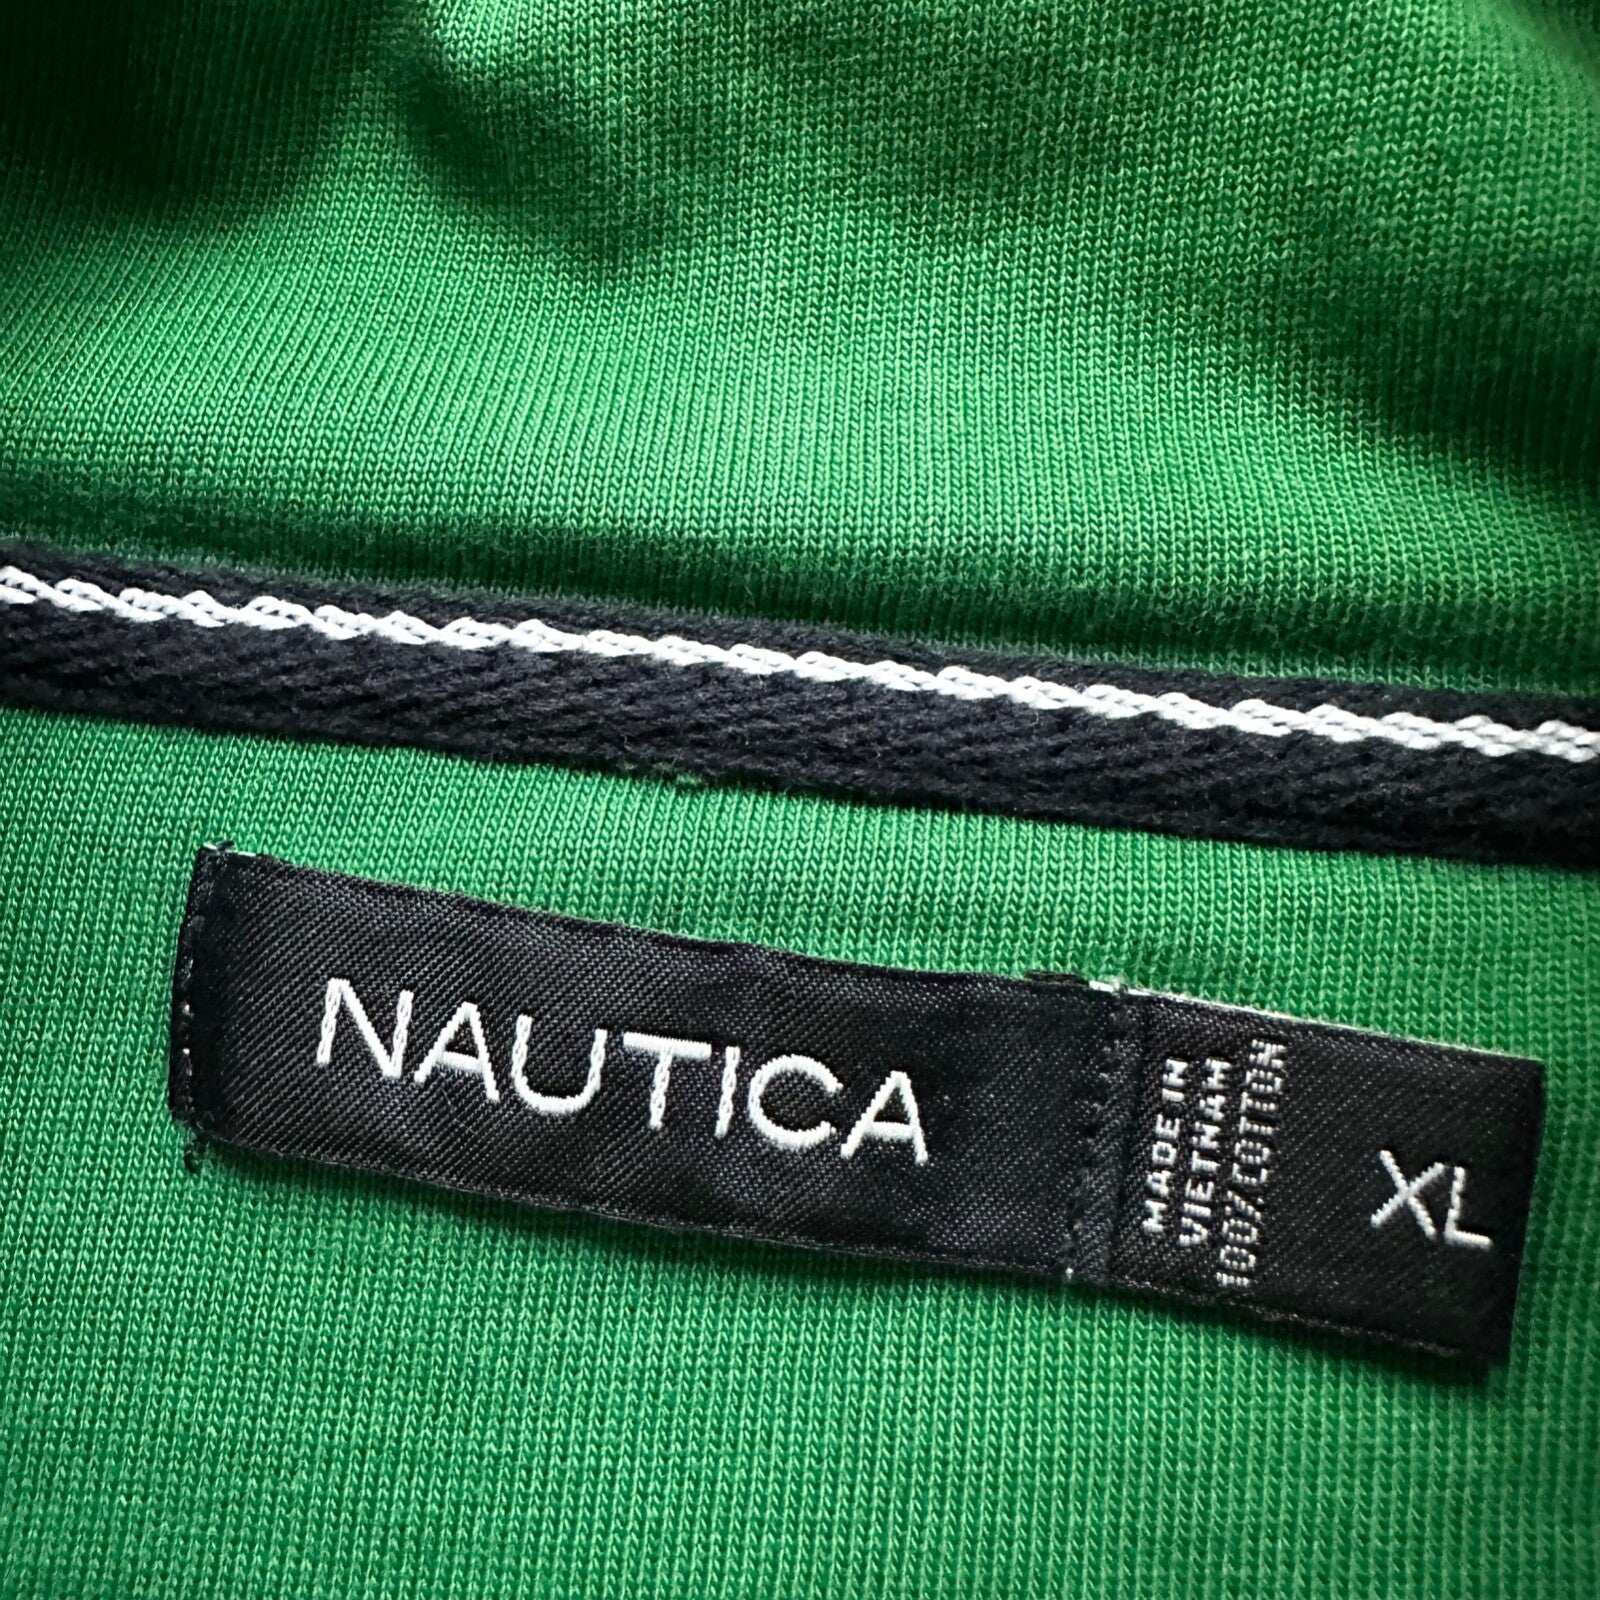 NAUTICA
MADE IN
VIETNAM
100%COTTON
XL